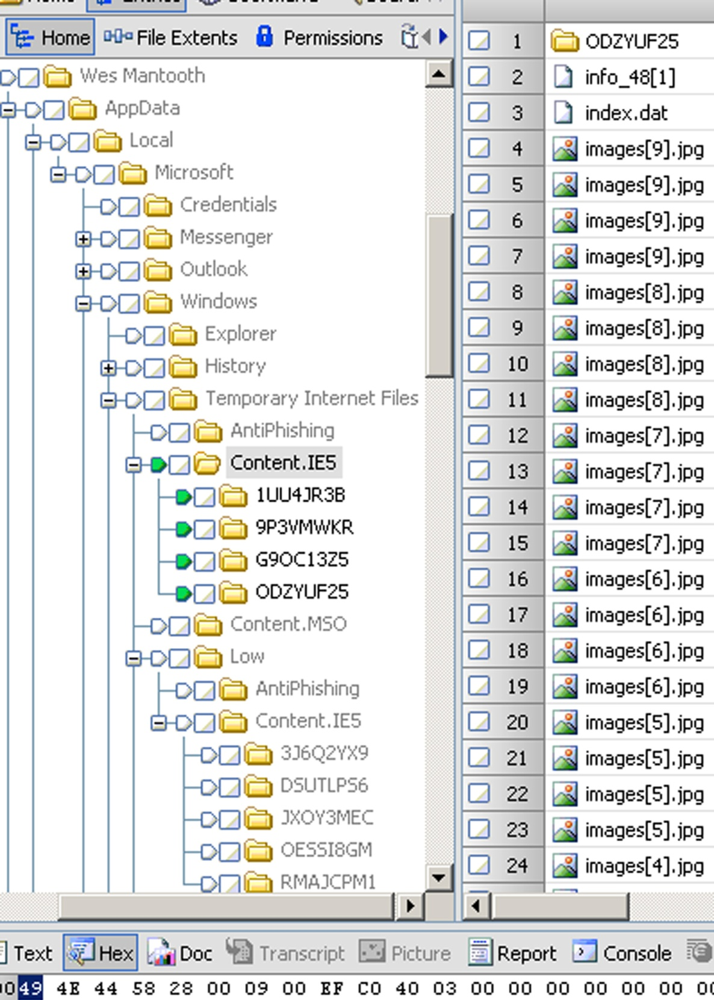 Home File Extents Permissions
Wes Mantooth
AppData
Local
Microsoft
Credentials
Messenger
Outlook
Windows
Explorer
History
Temporary Internet Files
AntiPhishing
Content.IE5
1UU4JR3B
9P3VMWKR
G9OC13Z5
ODZYUF25
Content.MSO
Low
AntiPhishing
Content.IE5
3J6Q2YX9
DSUTLPS6
JXOY3MEC
OESSI8GM
RMAJCPM1
1 ODZYUF25
2 info_48[1]
3 index.dat
4 images[9].jpg
5 images[9].jpg
6 images[9].jpg
7 images[9].jpg
8 images[8].jpg
9 images[8].jpg
10 images[8].jpg
11 images[8].jpg
12 images[7].jpg
13 images[7].jpg
14 images[7].jpg
15 images[7].jpg
16 images[6].jpg
17 images[6].jpg
18 images[6].jpg
19 images[6].jpg
20 images[5].jpg
21 images[5].jpg
22 images[5].jpg
23 images[5].jpg
24 images[4].jpg
Text Hex Doc Transcript Picture Report Console
49 4E 44 58 28 00 09 00 EF C0 40 03 00 00 00 00 00 00